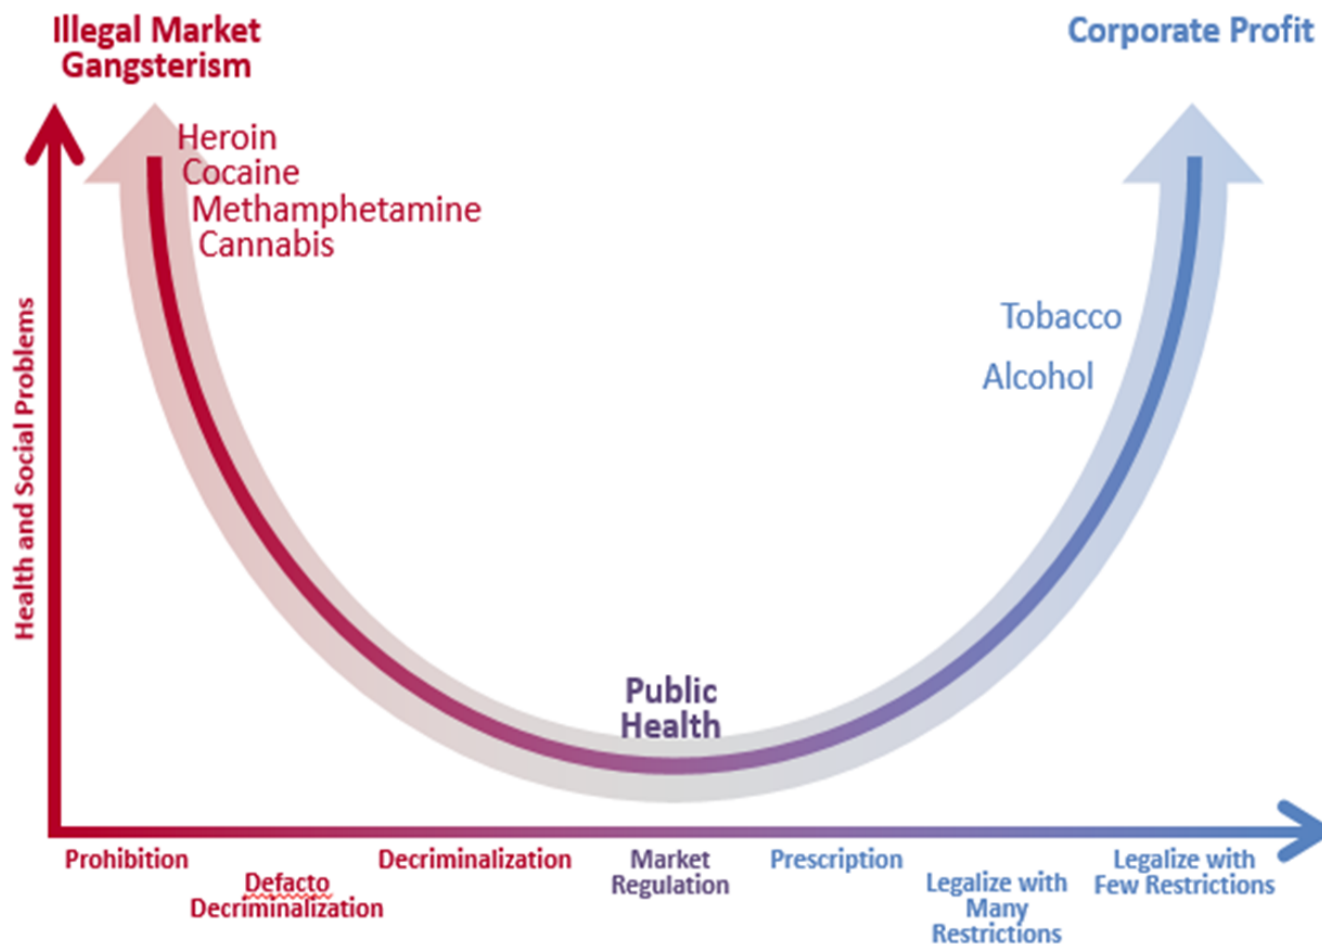 Illegal Market
Gangsterism
Corporate Profit
Heroin
Cocaine
Methamphetamine
Cannabis
Tobacco
Alcohol
Health and Social Problems
Public
Health
Prohibition
Defacto
Decriminalization
Decriminalization
Market
Regulation
Prescription
Legalize with
Many
Restrictions
Legalize with
Few Restrictions